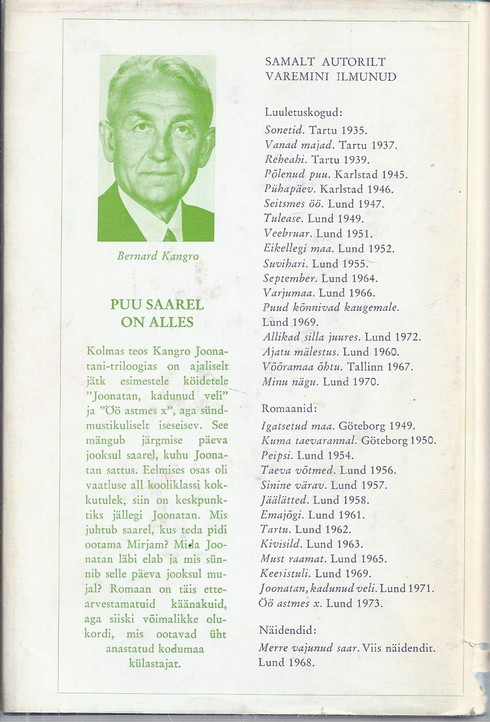 Bernard Kangro
PUU SAAREL
ON ALLES
Kolmas teos Kangro Joona-
tani-triloogias on ajaliselt
jätk esimestele köidetele
"Joonatan, kadunud veli"
ja "Öö astmes x", aga sünd-
mustikuliselt iseseisev. See
mängub järgmise päeva
jooksul saarel, kuhu Joona-
tan sattus. Eelmises osas oli
vaatluse all kooliklassi kok-
kutulek, siin on keskpunk-
tiks jällegi Joonatan. Mis
juhtub saarel, kus teda pidi
ootama Mirjam? Mida Joo-
natan läbi elab ja mis sün-
nib selle päeva jooksul mu-
jal? Romaan on täis ette-
arvestamatuid käänakuid,
aga siiski võimalikke olu-
kordi, mis ootavad üht
anastatud kodumaa
külastajat.
SAMALT AUTORILT
VAREMINI ILMUNUD
Luuletuskogud:
Sonetid. Tartu 1935.
Vanad majad. Tartu 1937.
Reheahi. Tartu 1939.
Põlenud puu. Karlstad 1945.
Pühapäev. Karlstad 1946.
Seitsmes öö. Lund 1947.
Tulease. Lund 1949.
Veebruar. Lund 1951.
Eikellegi maa. Lund 1952.
Suvihari. Lund 1955.
September. Lund 1964.
Varjumaa. Lund 1966.
Puud kõnnivad kaugemale.
Lund 1969.
Allikad silla juures. Lund 1972.
Ajatu mälestus. Lund 1960.
Võõramaa õhtu. Tallinn 1967.
Minu nägu. Lund 1970.
Romaanid:
Igatsetud maa. Göteborg 1949.
Kuma taevarannal. Göteborg 1950.
Peipsi. Lund 1954.
Taeva võtmed. Lund 1956.
Sinine värav. Lund 1957.
Jäälätted. Lund 1958.
Emajõgi. Lund 1961.
Tartu. Lund 1962.
Kivisild. Lund 1963.
Must raamat. Lund 1965.
Keeristuli. Lund 1969.
Joonatan, kadunud veli. Lund 1971.
Öö astmes x. Lund 1973.
Näidendid:
Merre vajunud saar. Viis näidendit.
Lund 1968.